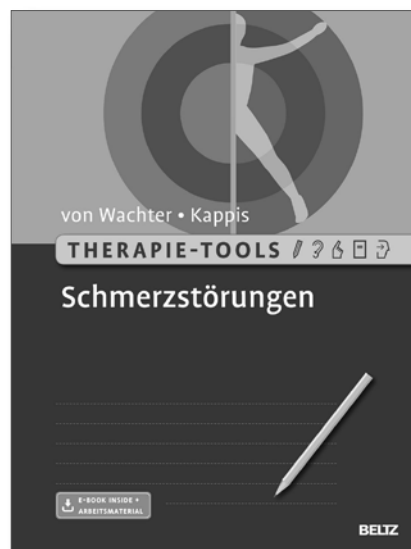 von Wachter • Kappis
THERAPIE-TOOLS
Schmerzstörungen
E-BOOK INSIDE +
ARBEITSMATERIAL
BELTZ